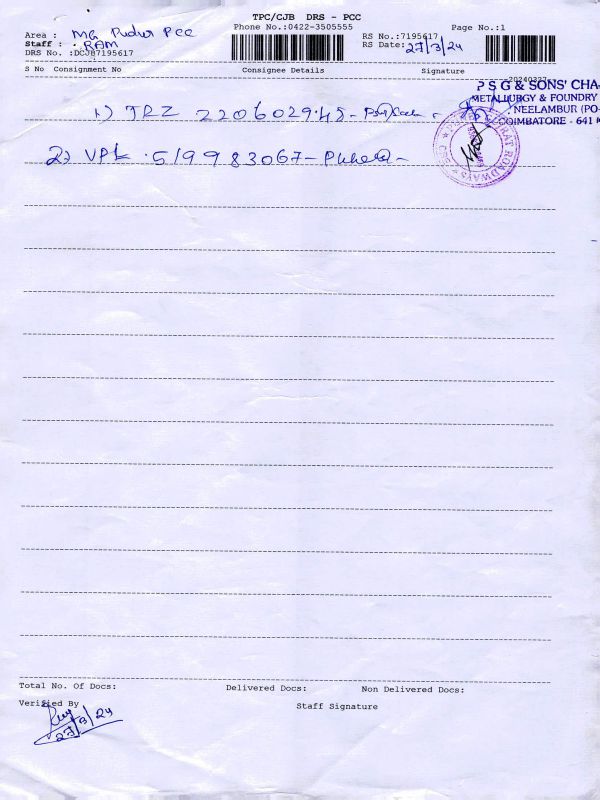 TPC/CJB DRS - PCC
Phone No.:0422-3505555 Page No.:1
Area : MG Pudur PCC RS No.:7195617
Staff : RAM RS Date: 27/3/24
DRS No. :DCJB7195617
S No Consignment No Consignee Details Signature
20240327
P S G & SONS' CHA
METALLURGY & FOUNDRY
NEELAMBUR (PO
COIMBATORE - 641
1) TRZ 220602945 -
ROADWAYS
2) VPL 519983067 -
Total No. Of Docs: Delivered Docs: Non Delivered Docs:
Verified By Staff Signature
27/3/24